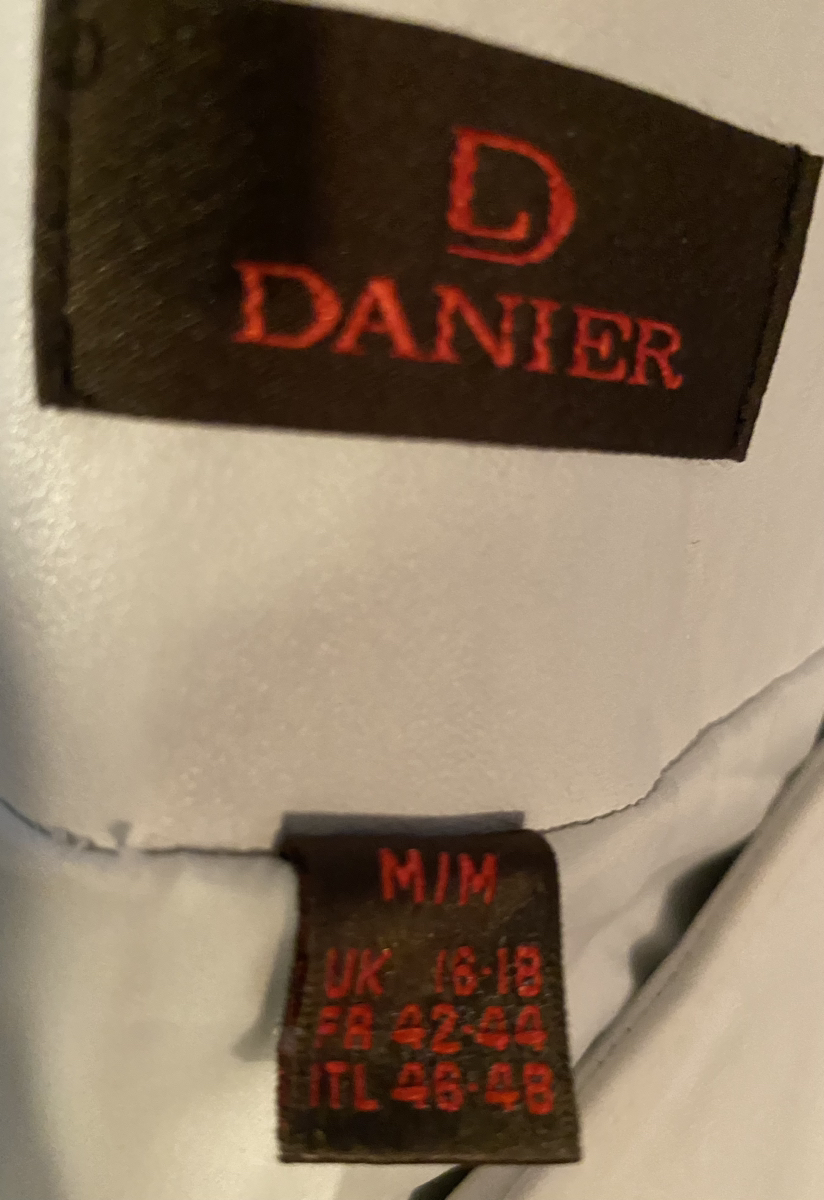 D
DANIER
M/M
UK 16-18
FR 42-44
ITL 46-48